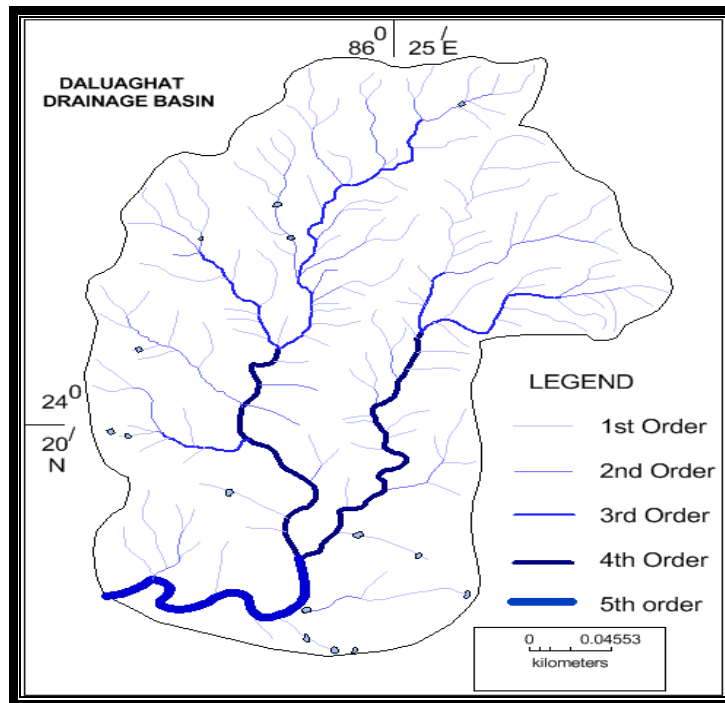 86⁰ 25′E
DALUAGHAT
DRAINAGE BASIN
24⁰
20′
N
LEGEND
1st Order
2nd Order
3rd Order
4th Order
5th order
0 0.04553
kilometers